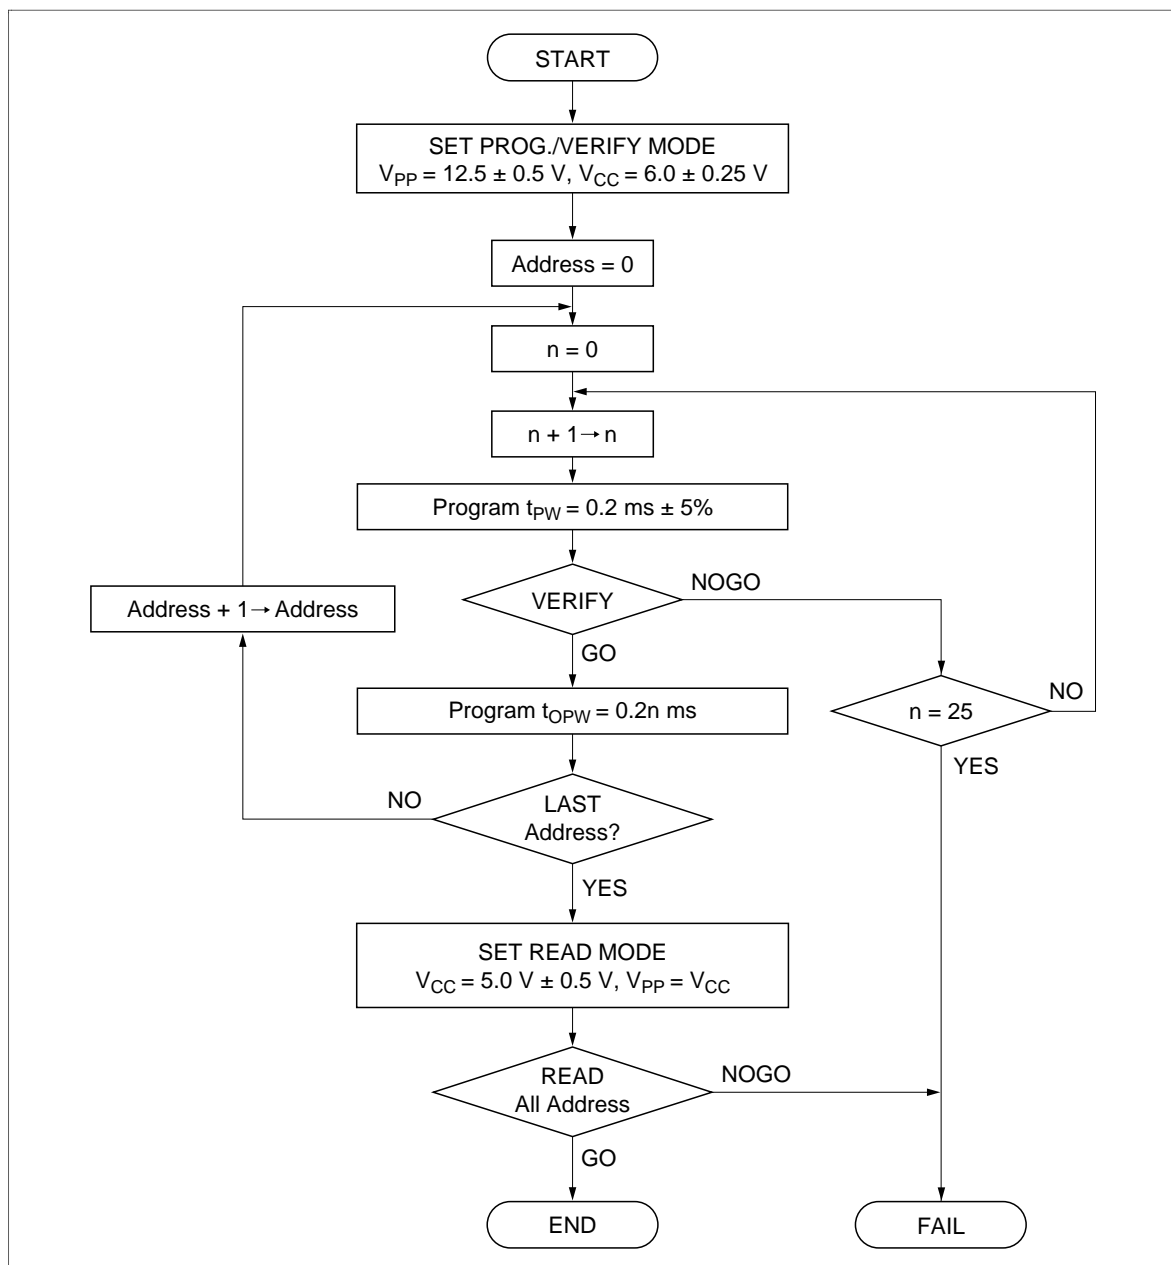 START
SET PROG./VERIFY MODE
VPP = 12.5 ± 0.5 V, VCC = 6.0 ± 0.25 V
Address = 0
n = 0
n + 1→ n
Program tPW = 0.2 ms ± 5%
VERIFY
NOGO
Address + 1→ Address
GO
Program tOPW = 0.2n ms
n = 25
NO
YES
LAST
Address?
NO
YES
SET READ MODE
VCC = 5.0 V ± 0.5 V, VPP = VCC
READ
All Address
NOGO
GO
END
FAIL